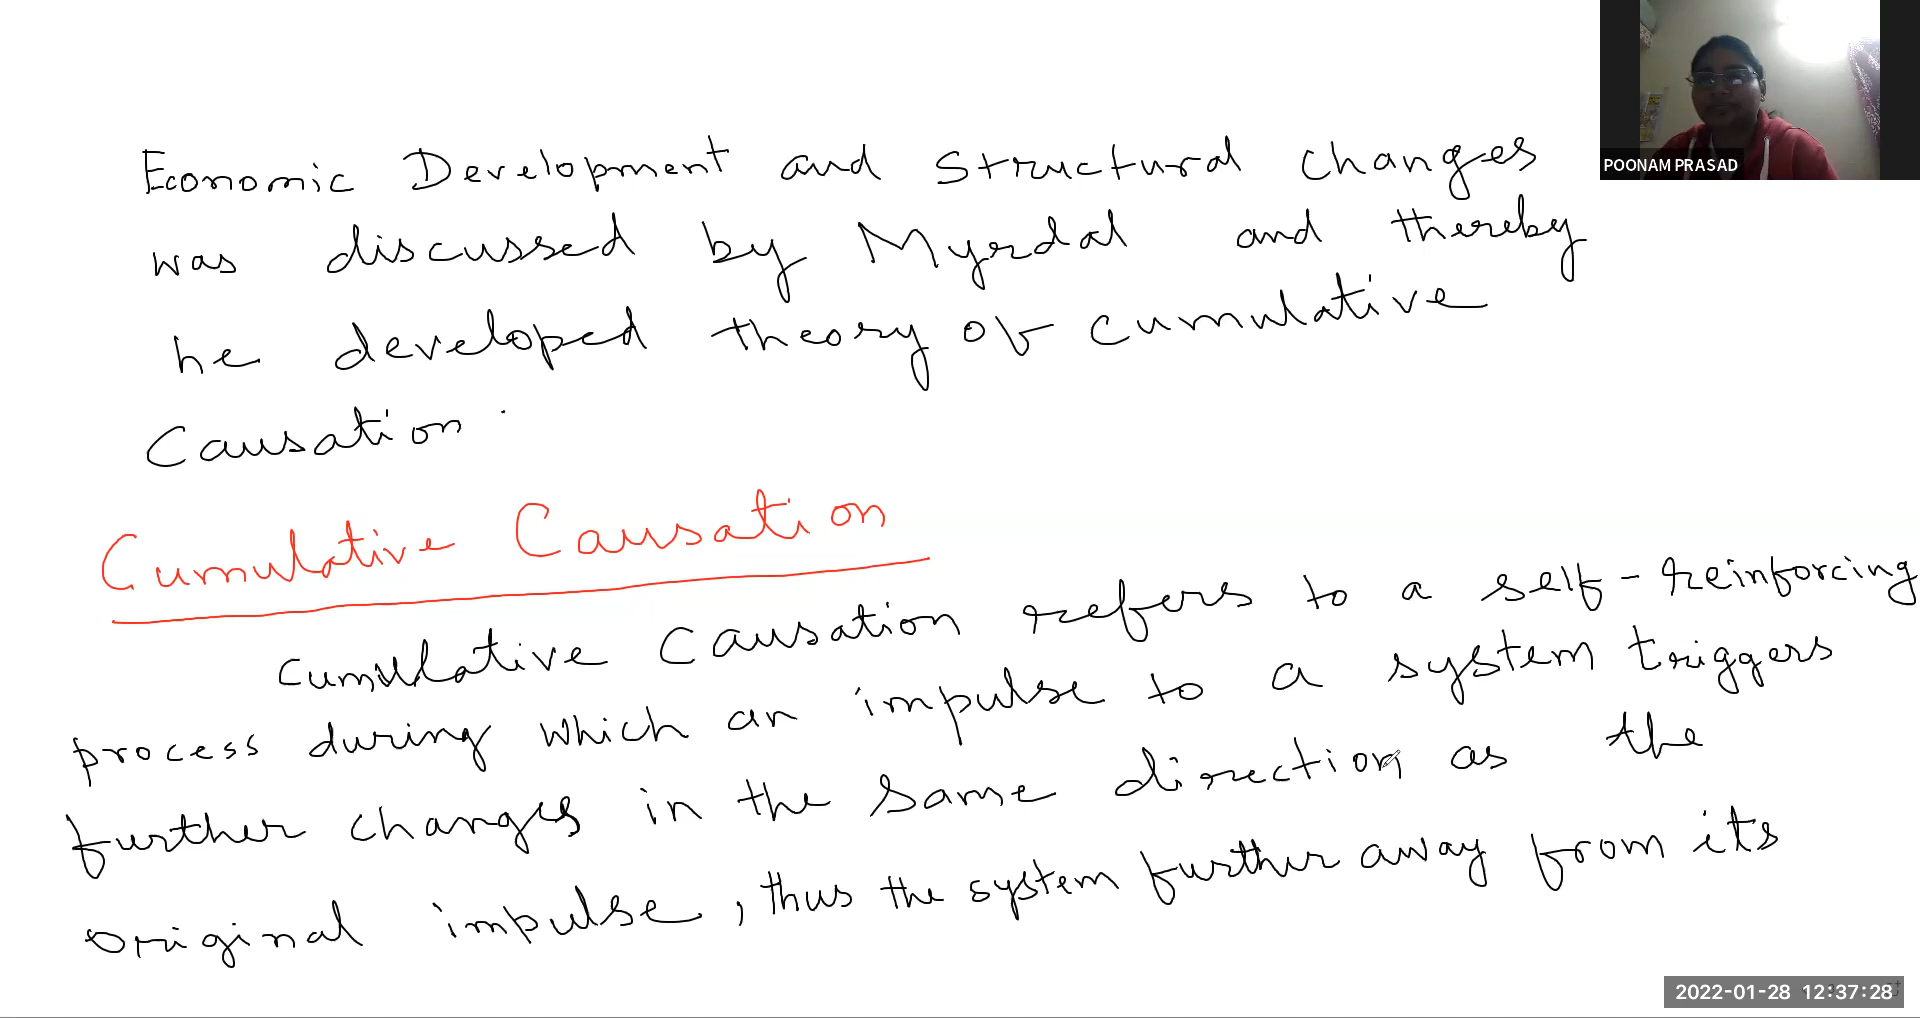 POONAM PRASAD
Economic Development and structural changes
was discussed by Myrdal and thereby
he developed theory of cumulative
Causation.
Cumulative Causation
Cumulative Causation refers to a self-reinforcing
process during which an impulse to a system triggers
further changes in the same direction as the
original impulse, thus the system further away from its
2022-01-28 12:37:28